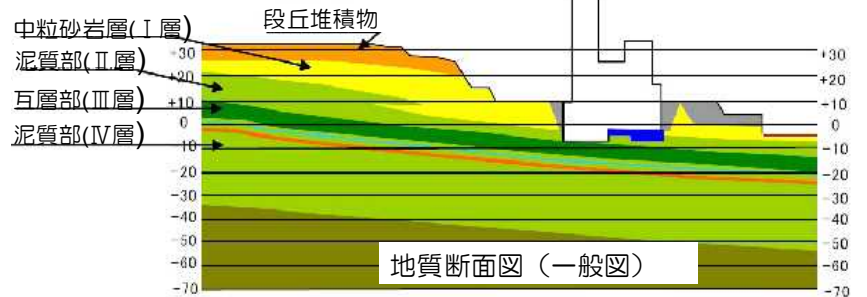 段丘堆積物
中粒砂岩層(Ⅰ層)
泥質部(Ⅱ層)
互層部(Ⅲ層)
泥質部(Ⅳ層)
+30 +30
+20 +20
+10 +10
0 0
-10 -10
-20 -20
-30 -30
-40 -40
-50 -50
-60 -60
-70 -70
地質断面図（一般図）